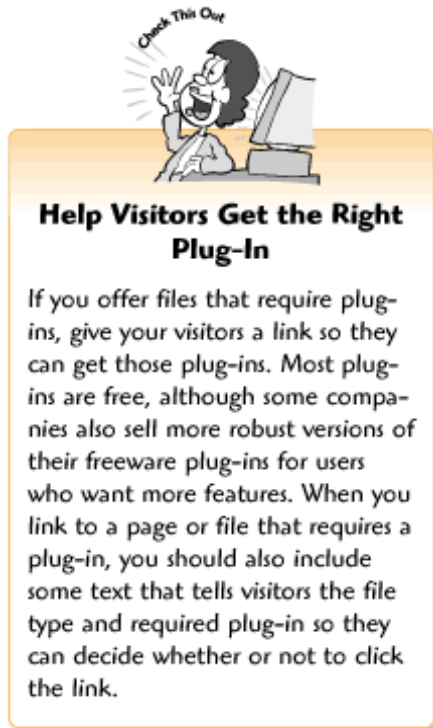 Check This Out
Help Visitors Get the Right
Plug-In
If you offer files that require plug-
ins, give your visitors a link so they
can get those plug-ins. Most plug-
ins are free, although some compa-
nies also sell more robust versions of
their freeware plug-ins for users
who want more features. When you
link to a page or file that requires a
plug-in, you should also include
some text that tells visitors the file
type and required plug-in so they
can decide whether or not to click
the link.